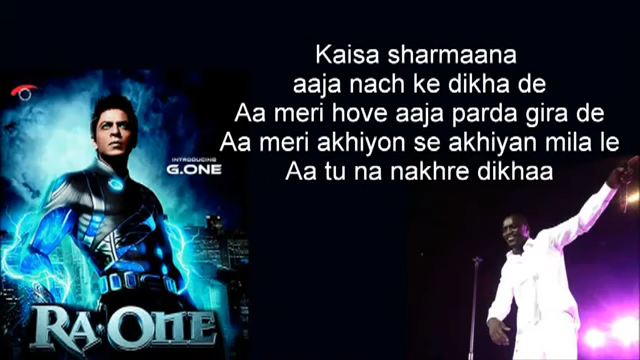 Kaisa sharmaana
aaja nach ke dikha de
Aa meri hove aaja parda gira de
Aa meri akhiyon se akhiyan mila le
Aa tu na nakhre dikhaa
INTRODUCING
G.ONE
RA·ONE